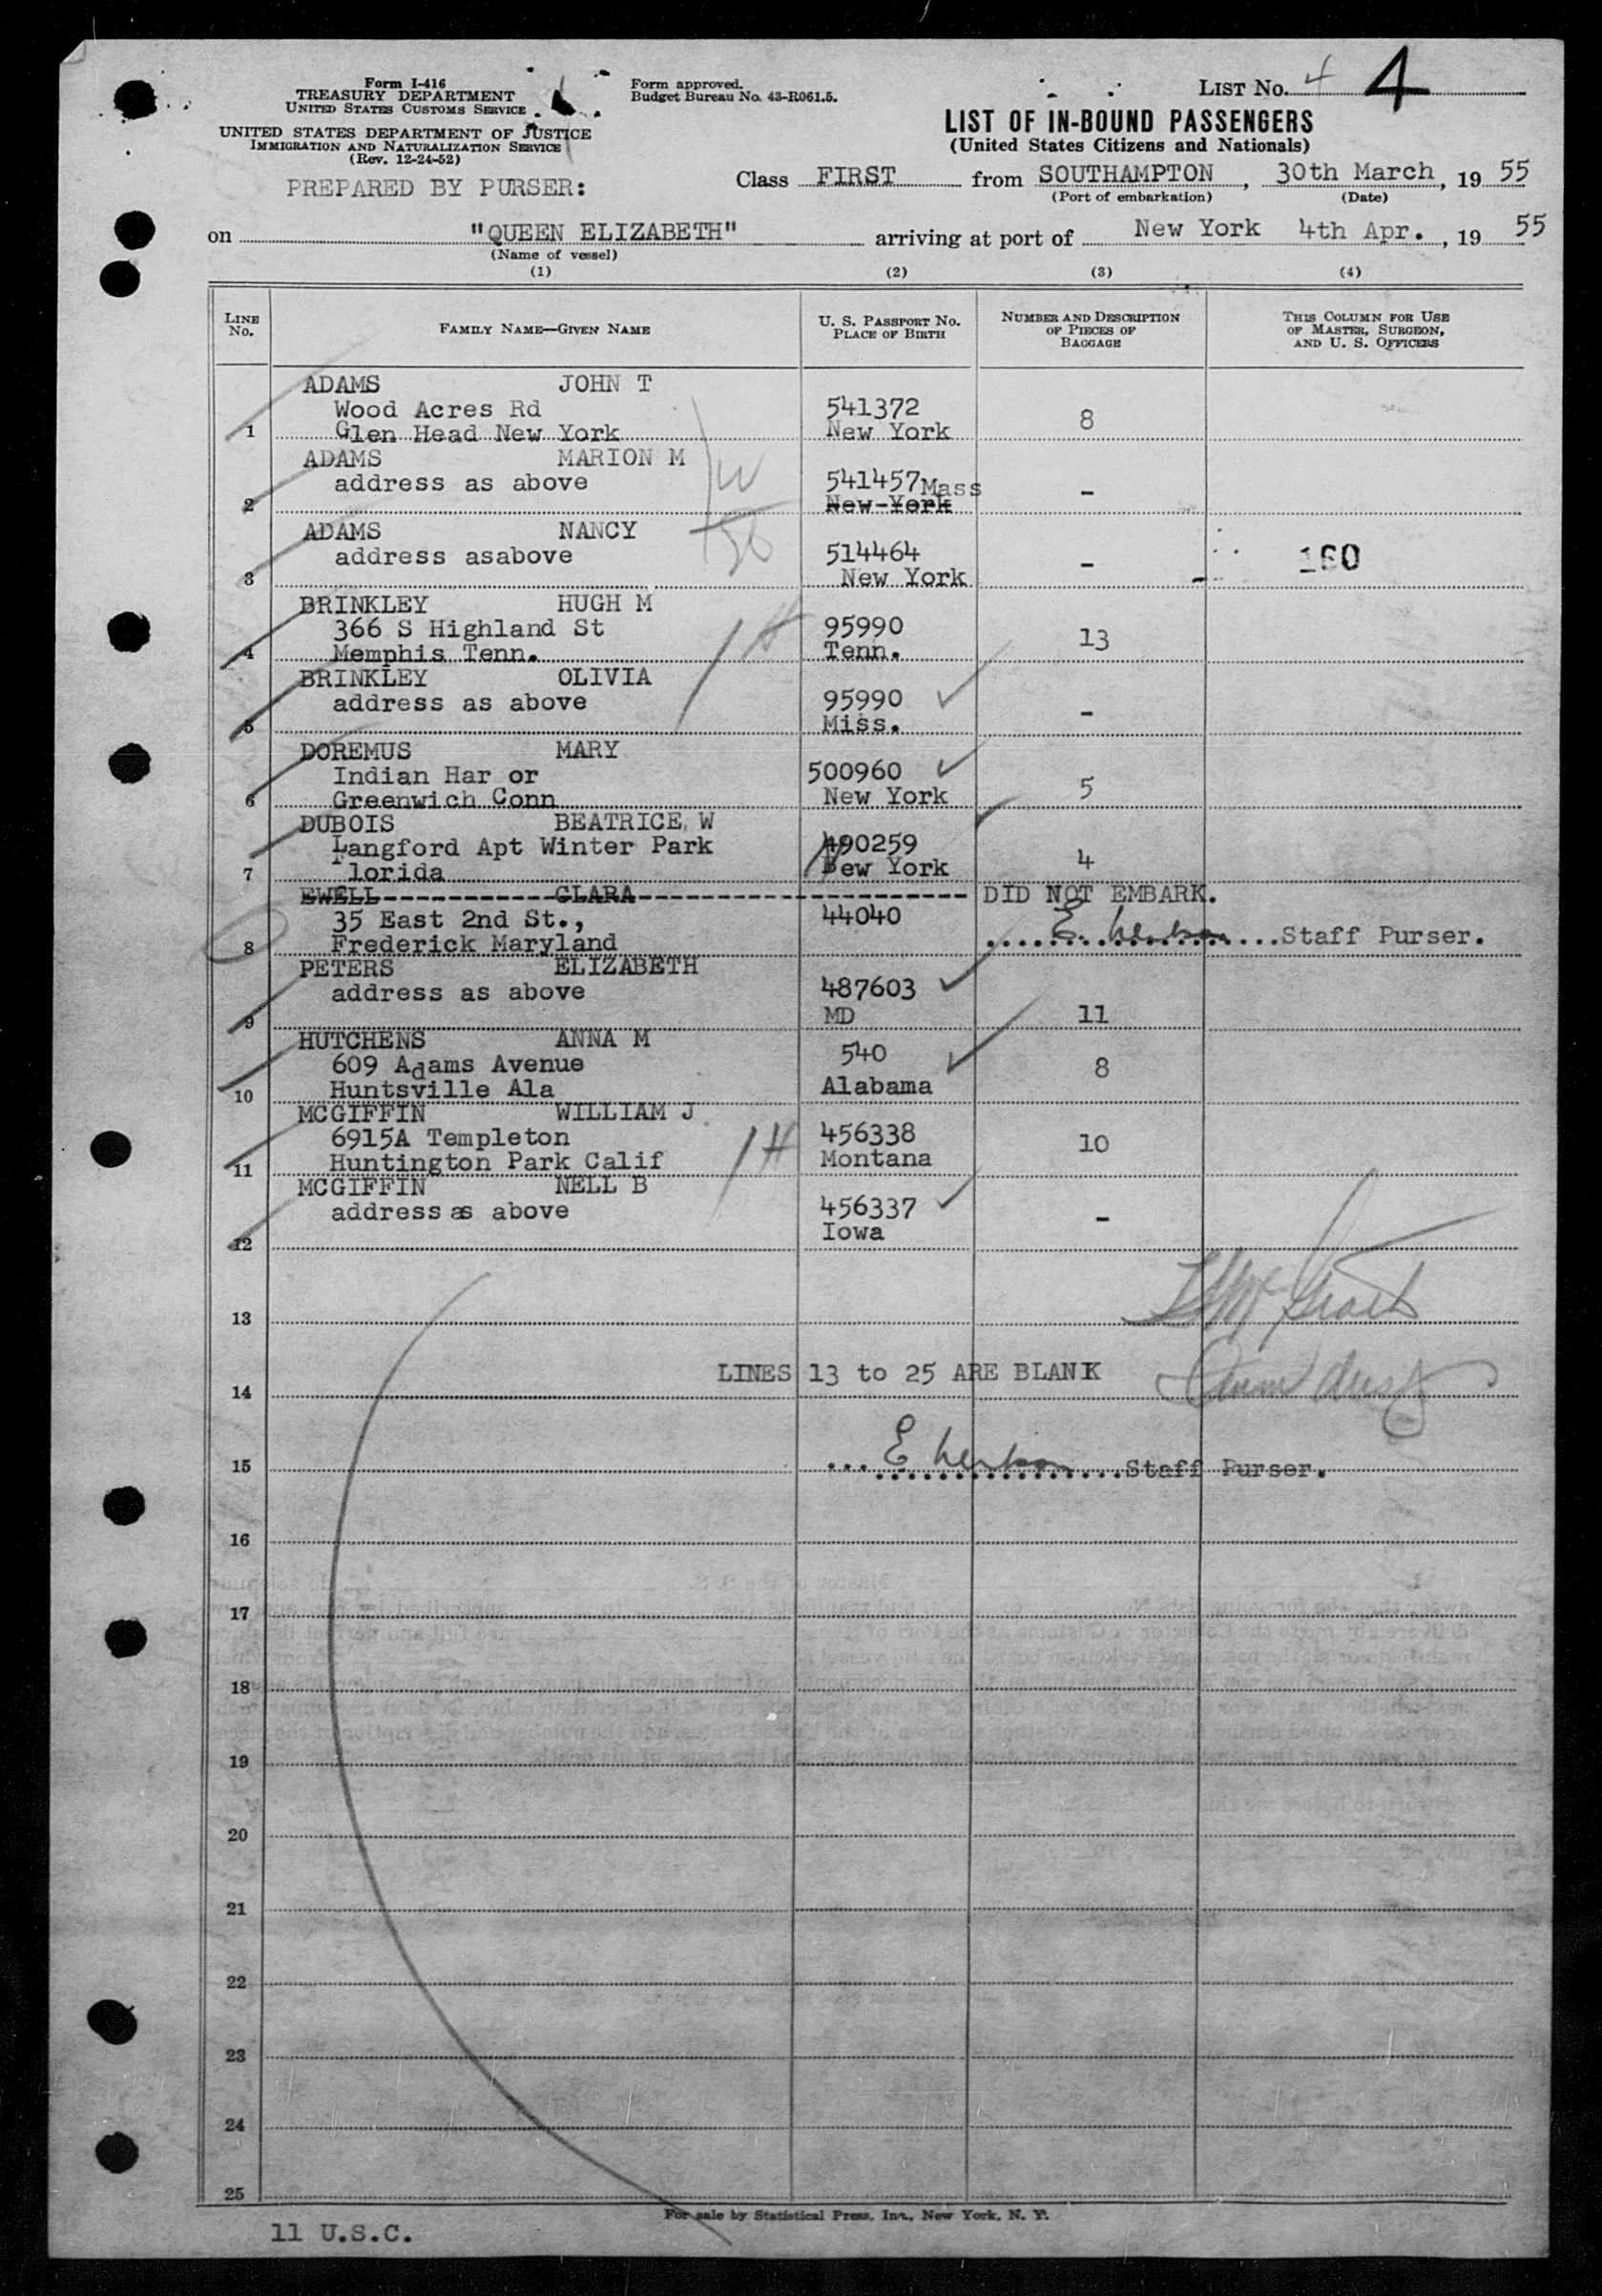 Form I-416
TREASURY DEPARTMENT
UNITED STATES CUSTOMS SERVICE
UNITED STATES DEPARTMENT OF JUSTICE
IMMIGRATION AND NATURALIZATION SERVICE
(Rev. 12-24-52)
Form approved.
Budget Bureau No. 43-R061.5.
LIST No. 4 4
LIST OF IN-BOUND PASSENGERS
(United States Citizens and Nationals)
PREPARED BY PURSER:
Class FIRST from SOUTHAMPTON, 30th March, 19 55
(Port of embarkation) (Date)
on "QUEEN ELIZABETH" arriving at port of New York 4th Apr., 19 55
(Name of vessel)
(1) (2) (3) (4)
LINE No.
FAMILY NAME—GIVEN NAME
U. S. PASSPORT No.
PLACE OF BIRTH
NUMBER AND DESCRIPTION
OF PIECES OF
BAGGAGE
THIS COLUMN FOR USE
OF MASTER, SURGEON,
AND U. S. OFFICERS
ADAMS JOHN T
Wood Acres Rd 541372 8
1 Glen Head New York New York
ADAMS MARION M
address as above 541457 Mass -
2 New York
ADAMS NANCY
address asabove 514464 - 160
3 New York
BRINKLEY HUGH M
366 S Highland St 95990 13
4 Memphis Tenn. Tenn.
BRINKLEY OLIVIA
address as above 95990 -
5 Miss.
DOREMUS MARY
Indian Har or 500960 5
6 Greenwich Conn New York
DUBOIS BEATRICE W
Langford Apt Winter Park 490259 4
7 lorida New York
EWELL CLARA DID NOT EMBARK.
35 East 2nd St., 44040
8 Frederick Maryland Staff Purser.
PETERS ELIZABETH
address as above 487603
9 MD 11
HUTCHENS ANNA M
609 Adams Avenue 540 8
10 Huntsville Ala Alabama
MCGIFFIN WILLIAM J
6915A Templeton 456338 10
11 Huntington Park Calif Montana
MCGIFFIN NELL B
address as above 456337 -
12 Iowa
13
LINES 13 to 25 ARE BLANK
14
15 Staff Purser.
16
17
18
19
20
21
22
23
24
25
For sale by Statistical Press, Inc., New York, N. Y.
11 U.S.C.